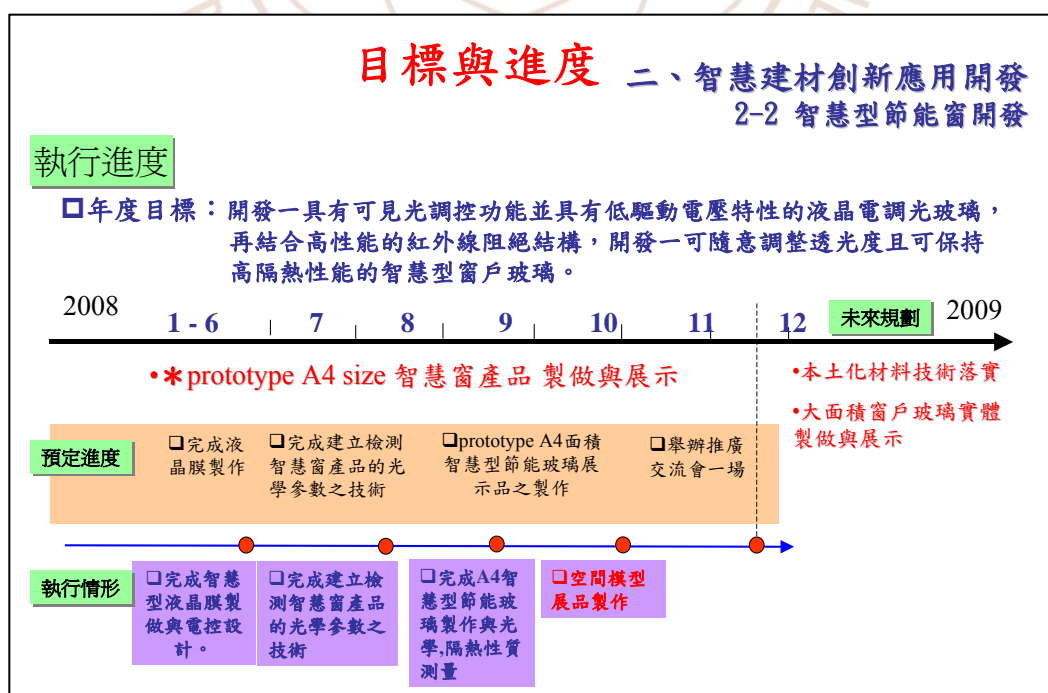 目標與進度
二、智慧建材創新應用開發
2-2 智慧型節能窗開發
執行進度
❑年度目標：開發一具有可見光調控功能並具有低驅動電壓特性的液晶電調光玻璃，
再結合高性能的紅外線阻絕結構，開發一可隨意調整透光度且可保持
高隔熱性能的智慧型窗戶玻璃。
2008
1 - 6
7
8
9
10
11
12
未來規劃
2009
•＊prototype A4 size 智慧窗產品 製做與展示
•本土化材料技術落實
•大面積窗戶玻璃實體
製做與展示
預定進度
❑完成液
晶膜製作
❑完成建立檢測
智慧窗產品的光
學參數之技術
❑prototype A4面積
智慧型節能玻璃展
示品之製作
❑舉辦推廣
交流會一場
執行情形
❑完成智慧
型液晶膜製
做與電控設
計。
❑完成建立檢
測智慧窗產品
的光學參數之
技術
❑完成A4智
慧型節能玻
璃製作與光
學,隔熱性質
測量
❑空間模型
展品製作